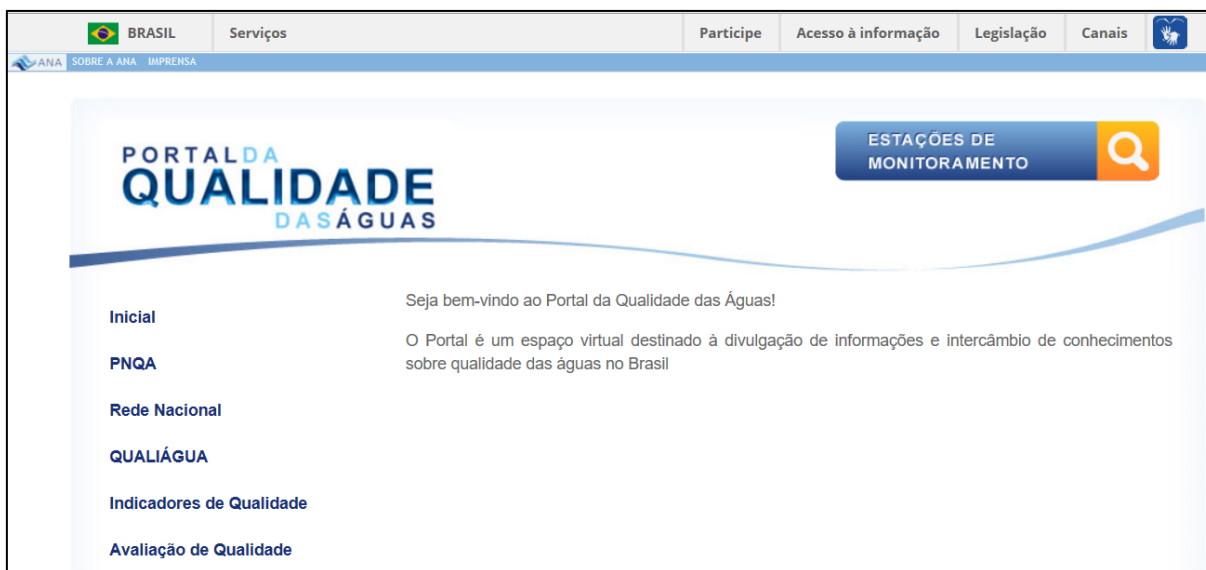 BRASIL Serviços Participe Acesso à informação Legislação Canais
ANA SOBRE A ANA IMPRENSA
PORTAL DA
QUALIDADE
DAS ÁGUAS
ESTAÇÕES DE
MONITORAMENTO
Inicial
PNQA
Rede Nacional
QUALIÁGUA
Indicadores de Qualidade
Avaliação de Qualidade
Seja bem-vindo ao Portal da Qualidade das Águas!
O Portal é um espaço virtual destinado à divulgação de informações e intercâmbio de conhecimentos
sobre qualidade das águas no Brasil